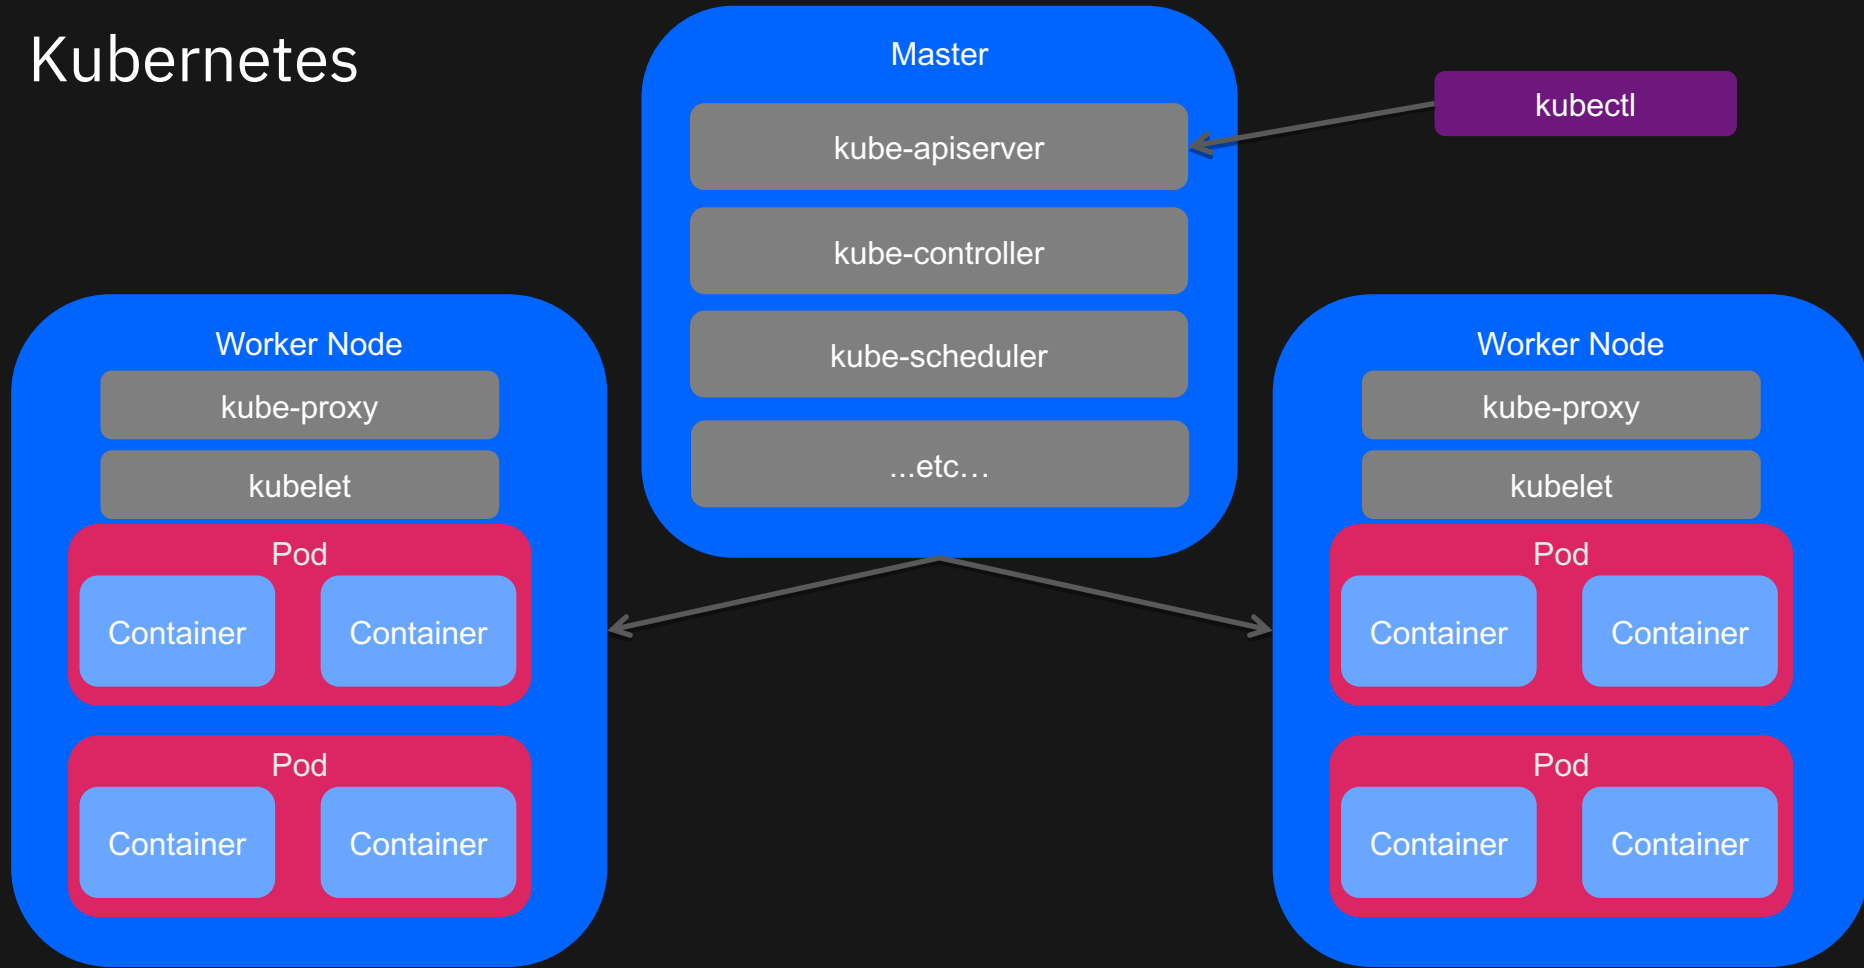 Kubernetes
Master
kube-apiserver
kube-controller
kube-scheduler
...etc...
kubectl
Worker Node
kube-proxy
kubelet
Pod
Container
Container
Pod
Container
Container
Worker Node
kube-proxy
kubelet
Pod
Container
Container
Pod
Container
Container